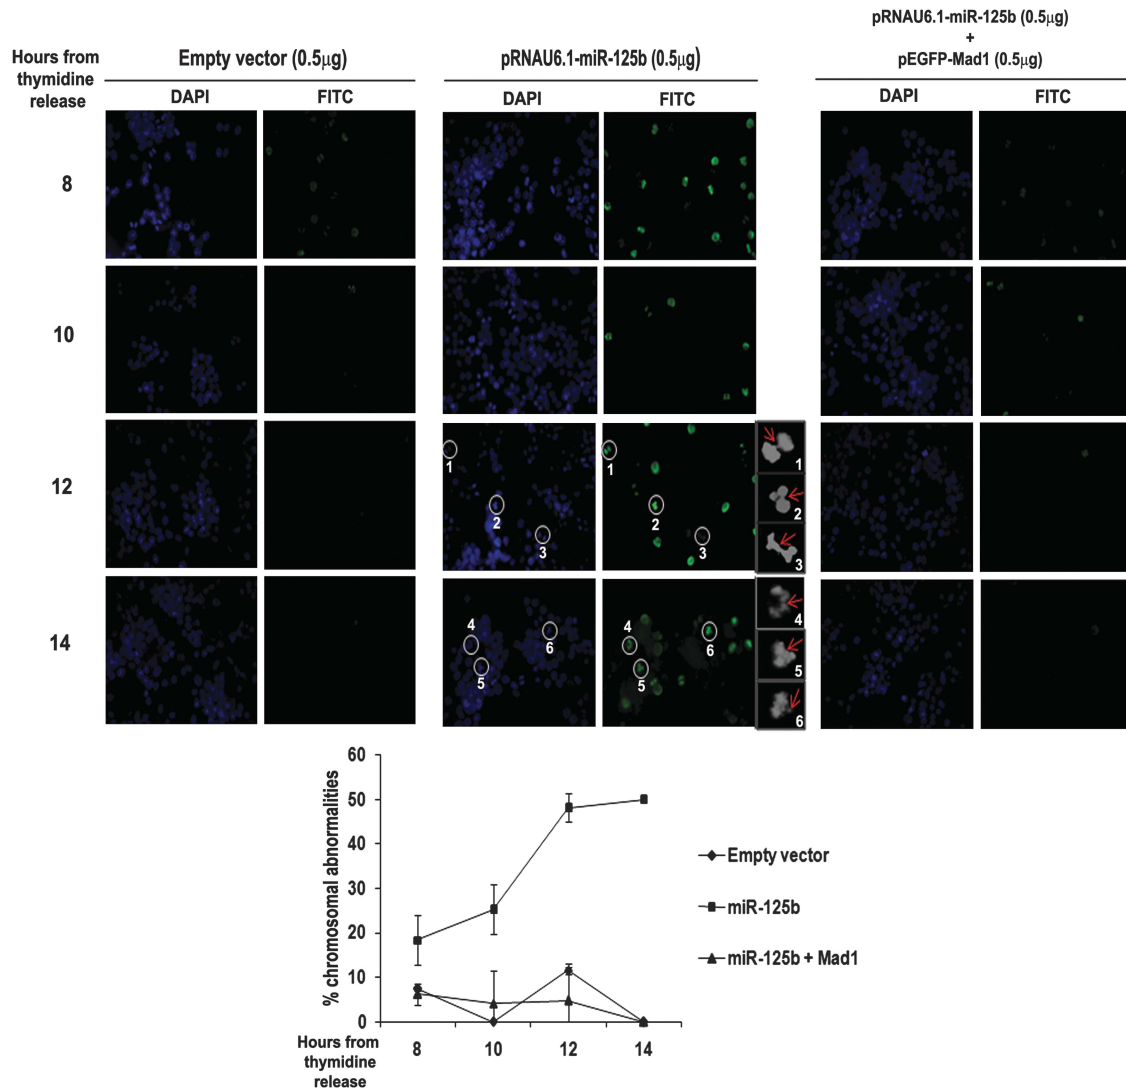 pRNAU6.1-miR-125b (0.5µg)
+
pEGFP-Mad1 (0.5µg)
Hours from
thymidine
release
Empty vector (0.5µg)
pRNAU6.1-miR-125b (0.5µg)
DAPI
FITC
DAPI
FITC
DAPI
FITC
8
10
12
1
2
3
1
2
3
1
2
3
14
4
5
6
4
5
6
4
5
6
% chromosomal abnormalities
60
50
40
30
20
10
0
Empty vector
miR-125b
miR-125b + Mad1
Hours from
thymidine
release
8
10
12
14